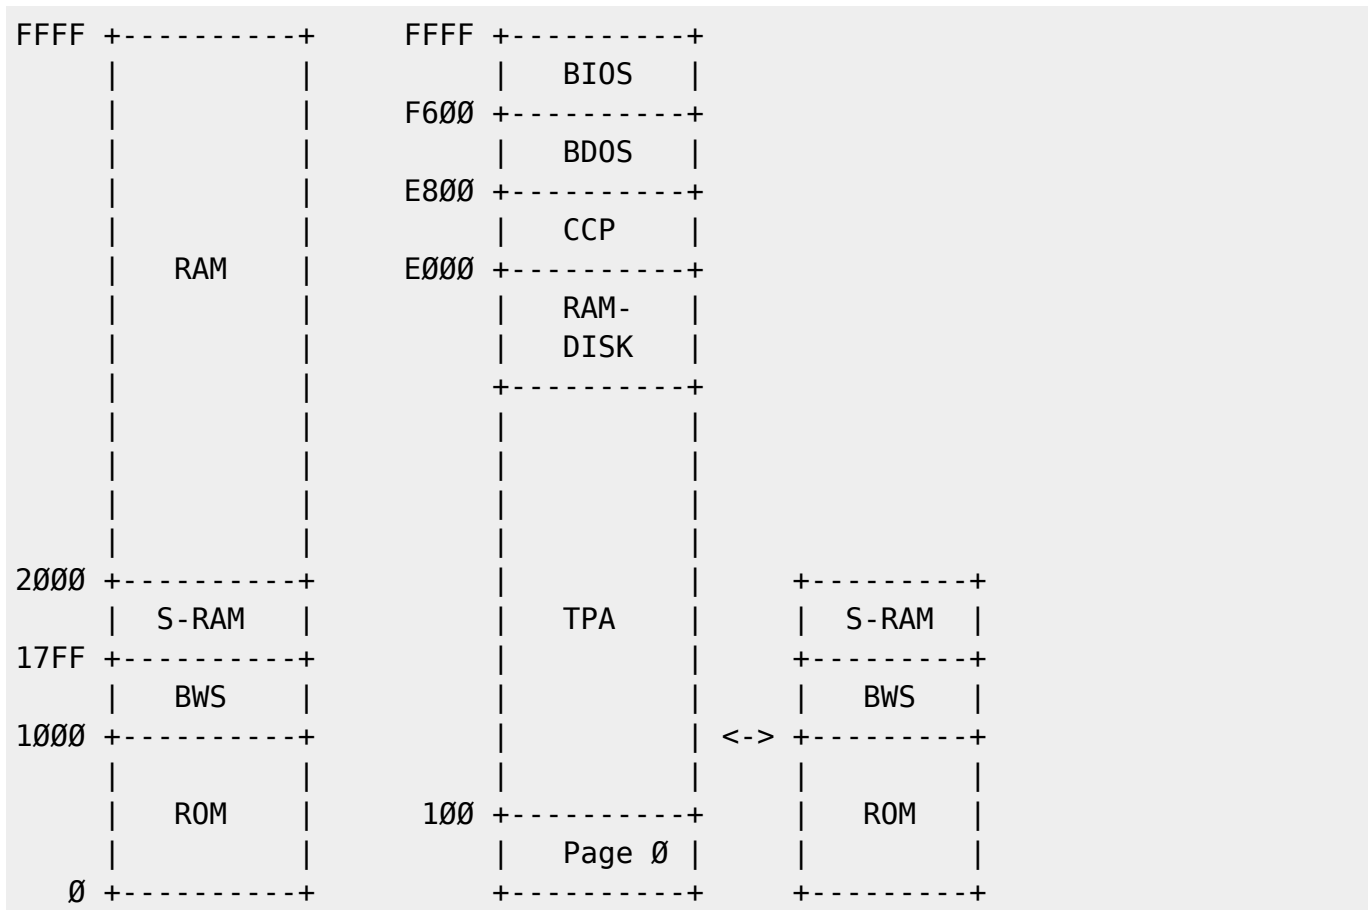 FFFF +----------+     FFFF +----------+
     |          |          |   BIOS   |
     |          |     F6ØØ +----------+
     |          |          |   BDOS   |
     |          |     E8ØØ +----------+
     |          |          |   CCP    |
     |   RAM    |     EØØØ +----------+
     |          |          |   RAM-   |
     |          |          |   DISK   |
     |          |          +----------+
     |          |          |          |
     |          |          |          |
     |          |          |          |
     |          |          |          |
2ØØØ +----------+          |          |     +---------+
     |  S-RAM   |          |   TPA    |     |  S-RAM  |
17FF +----------+          |          |     +---------+
     |   BWS    |          |          |     |   BWS   |
1ØØØ +----------+          |          | <-> +---------+
     |          |          |          |     |         |
     |   ROM    |      1ØØ +----------+     |   ROM   |
     |          |          |   Page Ø |     |         |
   Ø +----------+          +----------+     +---------+